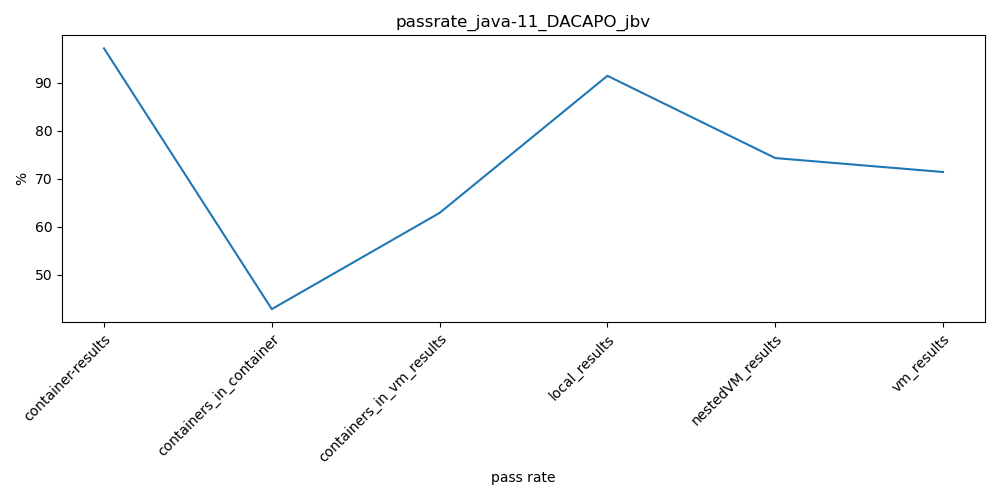 passrate_java-11_DACAPO_jbv
90
80
70
60
50
%
container-results
containers_in_container
containers_in_vm_results
local_results
nestedVM_results
vm_results
pass rate